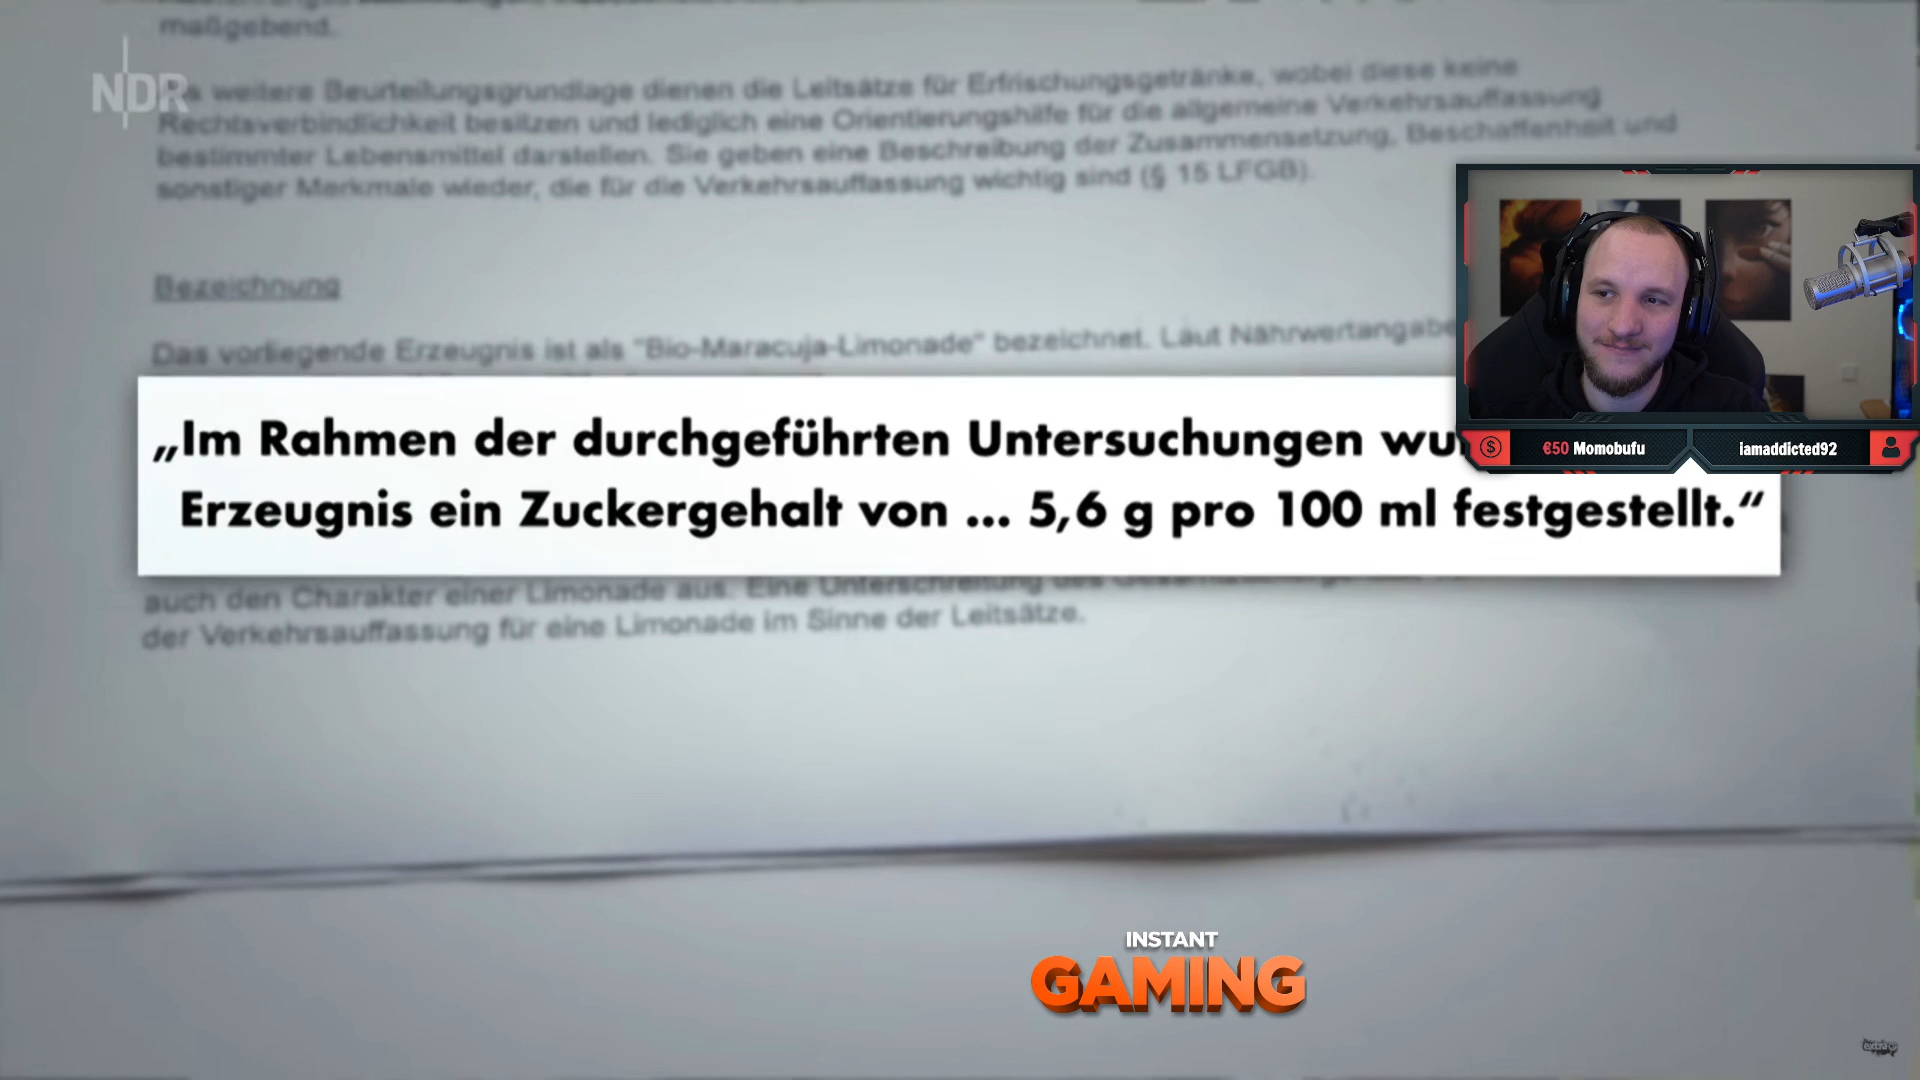 maßgebend.
NDR
weitere Beurteilungsgrundlage dienen die Leitsätze für Erfrischungsgetränke, wobei diese keine
Rechtsverbindlichkeit besitzen und lediglich eine Orientierungshilfe für die allgemeine Verkehrsauffassung
bestimmter Lebensmittel darstellen. Sie geben eine Beschreibung der Zusammensetzung, Beschaffenheit und
sonstiger Merkmale wieder, die für die Verkehrsauffassung wichtig sind (§ 15 LFGB).
Bezeichnung
Das vorliegende Erzeugnis ist als "Bio-Maracuja-Limonade" bezeichnet. Laut
„Im Rahmen der durchgeführten Untersuchungen
Erzeugnis ein Zuckergehalt von ... 5,6 g pro 100 ml festgestellt.“
€50 Momobufu
iamaddicted92
auch den Charakter einer Limonade aus. Eine Unterschreitung des
der Verkehrsauffassung für eine Limonade im Sinne der Leitsätze.
INSTANT
GAMING